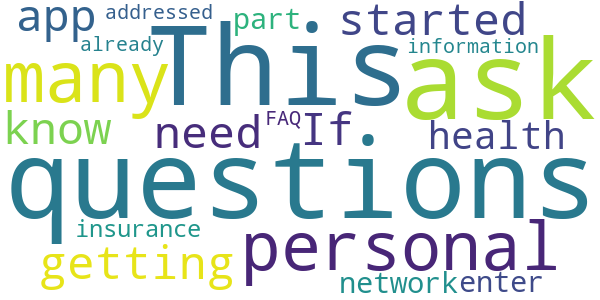 app addressed part started
already This information
many ask
know need FAQ If health
questions
insurance personal
getting network enter